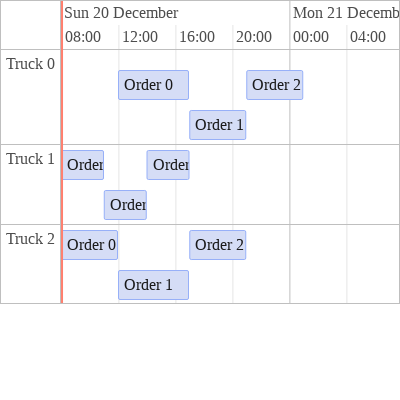 Sun 20 December
Mon 21 Decemb
08:00 12:00 16:00 20:00 00:00 04:00
Truck 0
Order 0
Order 2
Order 1
Truck 1
Order
Order
Order
Truck 2
Order 0
Order 2
Order 1